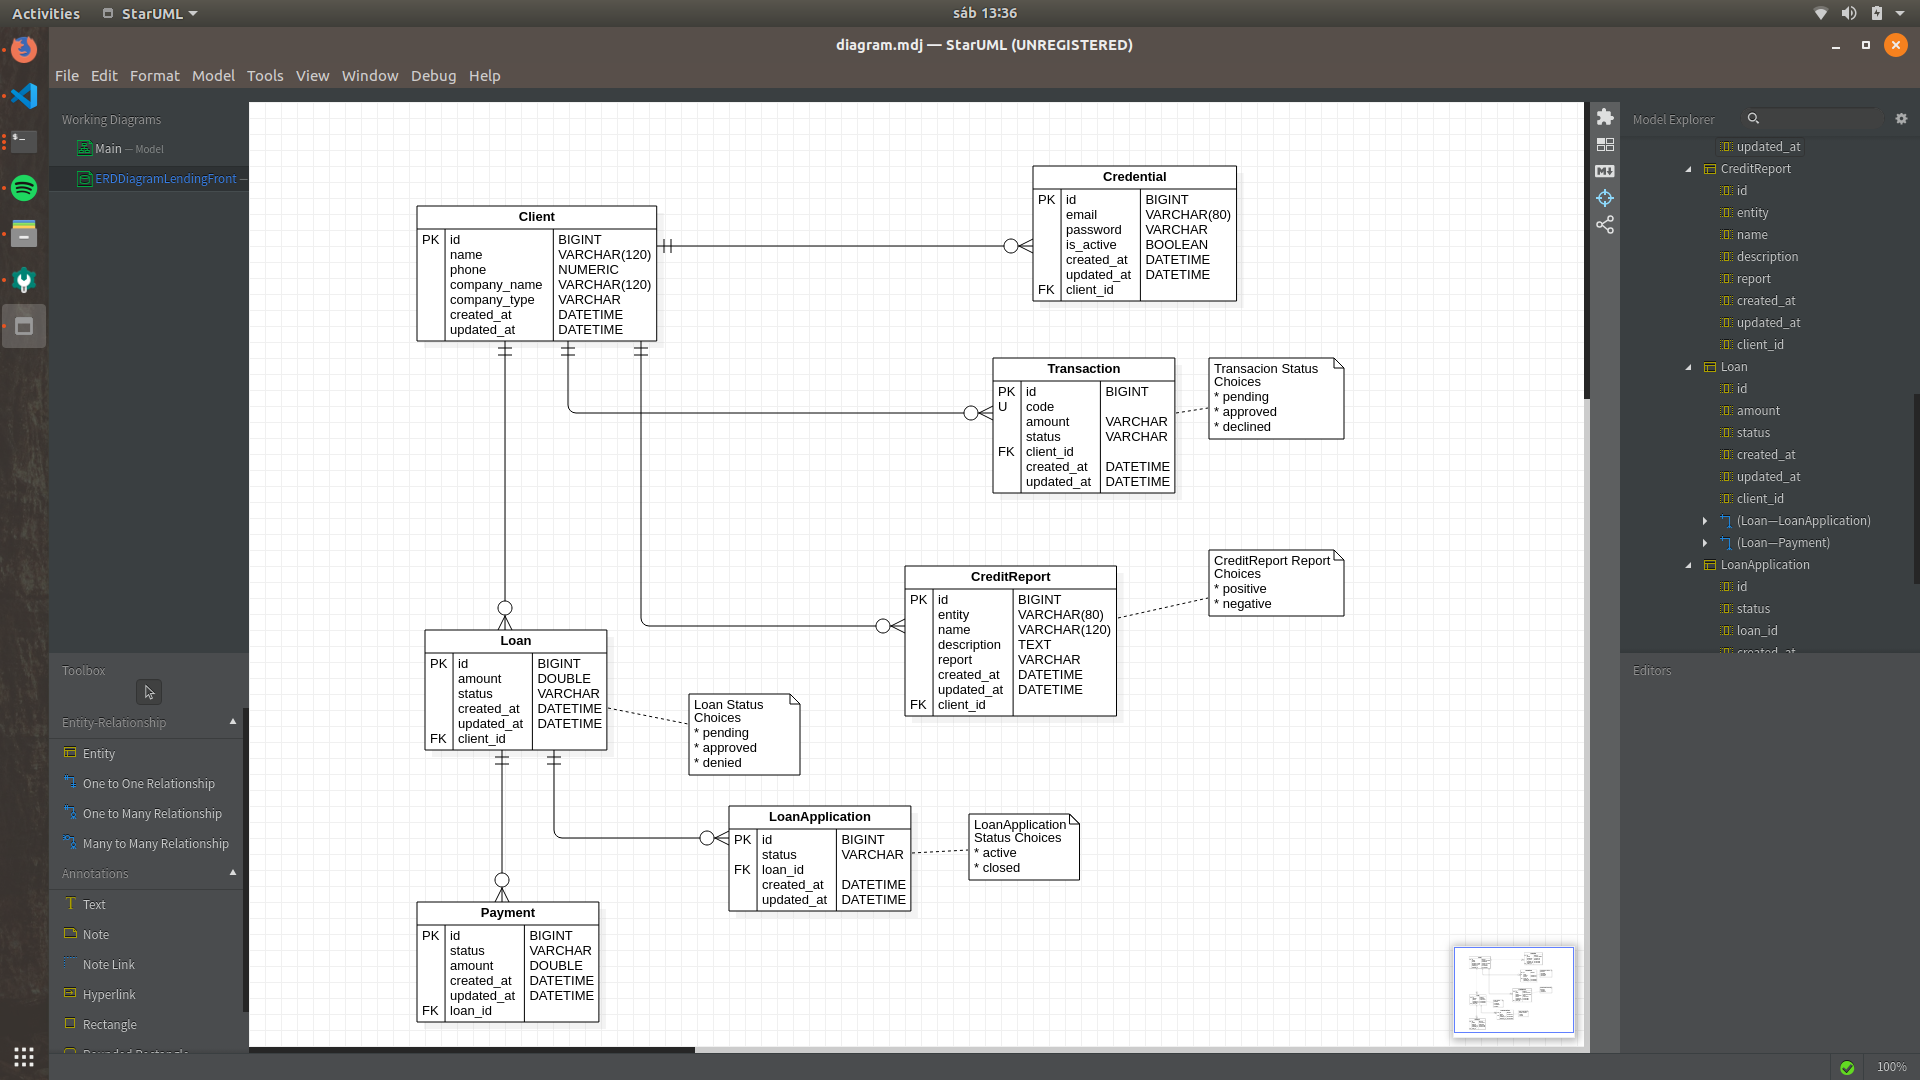 Activities
StarUML
sáb 13:36
diagram.mdj — StarUML (UNREGISTERED)
File Edit Format Model Tools View Window Debug Help
Working Diagrams
Main — Model
ERDDiagramLendingFront —
Toolbox
Entity-Relationship
Entity
One to One Relationship
One to Many Relationship
Many to Many Relationship
Annotations
Text
Note
Note Link
Hyperlink
Rectangle
Rounded Rectangle
Client
PK id BIGINT
name VARCHAR(120)
phone NUMERIC
company_name VARCHAR(120)
company_type VARCHAR
created_at DATETIME
updated_at DATETIME
Credential
PK id BIGINT
email VARCHAR(80)
password VARCHAR
is_active BOOLEAN
created_at DATETIME
updated_at DATETIME
FK client_id
Transaction
PK id BIGINT
U code
amount VARCHAR
status VARCHAR
FK client_id
created_at DATETIME
updated_at DATETIME
Transacion Status
Choices
* pending
* approved
* declined
CreditReport
PK id BIGINT
entity VARCHAR(80)
name VARCHAR(120)
description TEXT
report VARCHAR
created_at DATETIME
updated_at DATETIME
FK client_id
CreditReport Report
Choices
* positive
* negative
Loan
PK id BIGINT
amount DOUBLE
status VARCHAR
created_at DATETIME
updated_at DATETIME
FK client_id
Loan Status
Choices
* pending
* approved
* denied
LoanApplication
PK id BIGINT
status VARCHAR
FK loan_id
created_at DATETIME
updated_at DATETIME
LoanApplication
Status Choices
* active
* closed
Payment
PK id BIGINT
status VARCHAR
amount DOUBLE
created_at DATETIME
updated_at DATETIME
FK loan_id
Model Explorer
updated_at
CreditReport
id
entity
name
description
report
created_at
updated_at
client_id
Loan
id
amount
status
created_at
updated_at
client_id
(Loan—LoanApplication)
(Loan—Payment)
LoanApplication
id
status
loan_id
created_at
Editors
100%